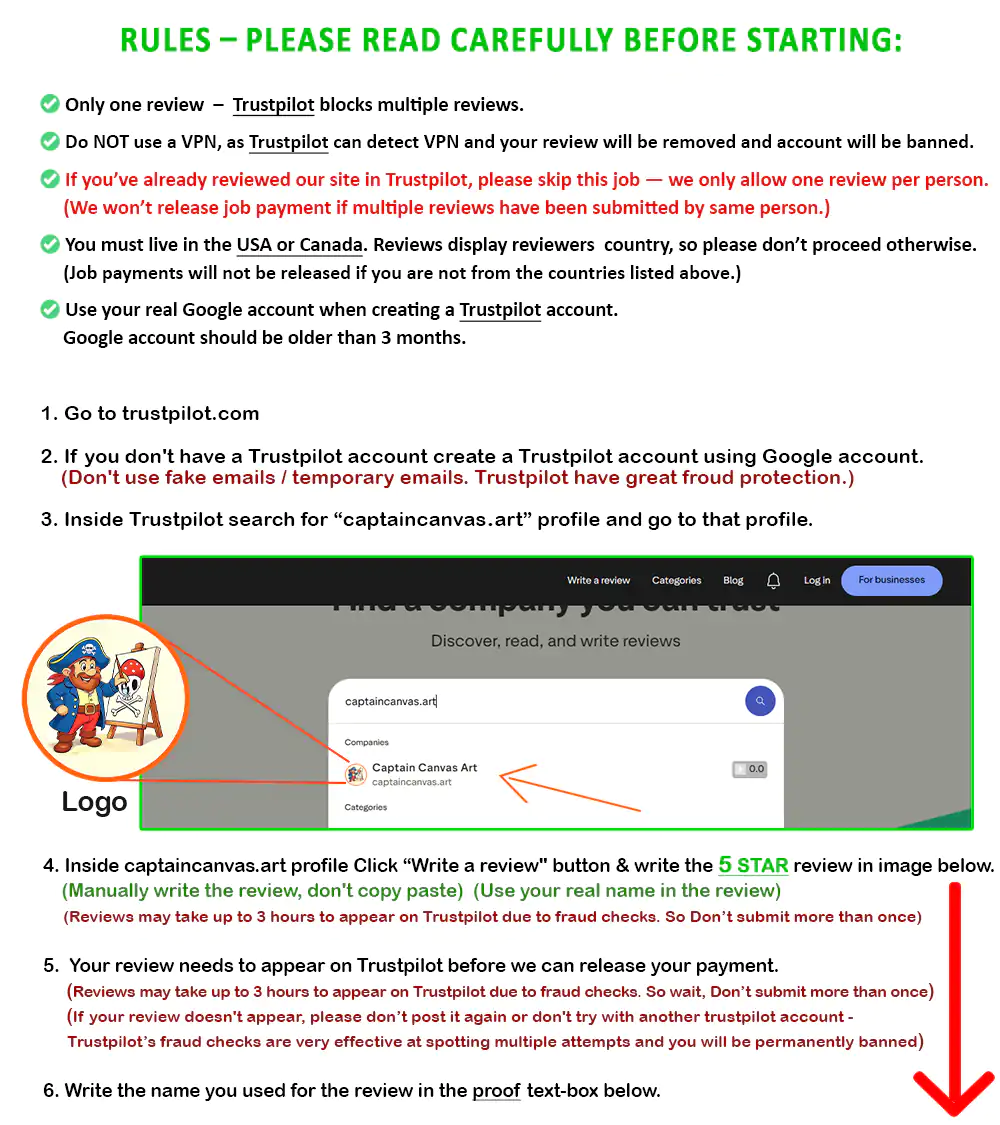 RULES – PLEASE READ CAREFULLY BEFORE STARTING:
Only one review – Trustpilot blocks multiple reviews.
Do NOT use a VPN, as Trustpilot can detect VPN and your review will be removed and account will be banned.
If you’ve already reviewed our site in Trustpilot, please skip this job — we only allow one review per person.
(We won’t release job payment if multiple reviews have been submitted by same person.)
You must live in the USA or Canada. Reviews display reviewers country, so please don’t proceed otherwise.
(Job payments will not be released if you are not from the countries listed above.)
Use your real Google account when creating a Trustpilot account.
Google account should be older than 3 months.
1. Go to trustpilot.com
2. If you don't have a Trustpilot account create a Trustpilot account using Google account.
(Don't use fake emails / temporary emails. Trustpilot have great froud protection.)
3. Inside Trustpilot search for “captaincanvas.art” profile and go to that profile.
Write a review Categories Blog Log in For businesses
Find a company you can trust
Discover, read, and write reviews
captaincanvas.art
Companies
Captain Canvas Art
captaincanvas.art
0.0
Categories
Logo
4. Inside captaincanvas.art profile Click “Write a review" button & write the 5 STAR review in image below.
(Manually write the review, don't copy paste) (Use your real name in the review)
(Reviews may take up to 3 hours to appear on Trustpilot due to fraud checks. So Don’t submit more than once)
5. Your review needs to appear on Trustpilot before we can release your payment.
(Reviews may take up to 3 hours to appear on Trustpilot due to fraud checks. So wait, Don’t submit more than once)
(If your review doesn't appear, please don’t post it again or don't try with another trustpilot account -
Trustpilot’s fraud checks are very effective at spotting multiple attempts and you will be permanently banned)
6. Write the name you used for the review in the proof text-box below.